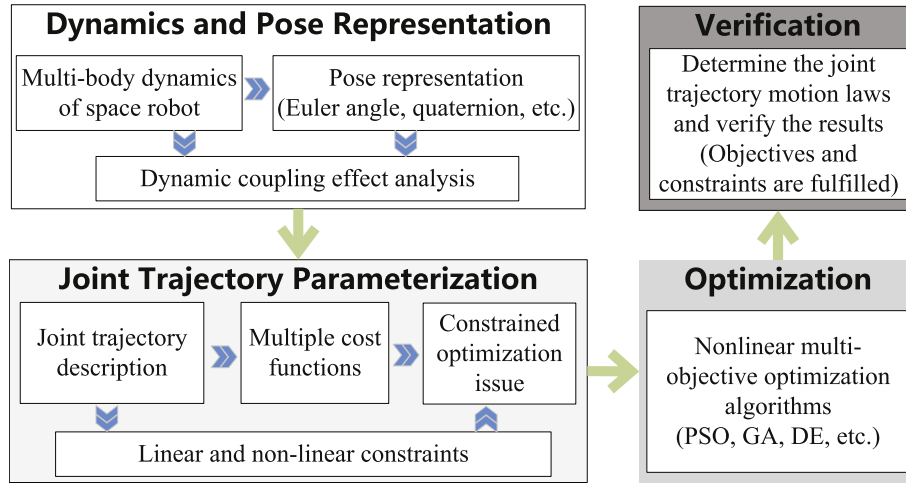 Dynamics and Pose Representation
Multi-body dynamics
of space robot
Pose representation
(Euler angle, quaternion, etc.)
Dynamic coupling effect analysis
Joint Trajectory Parameterization
Joint trajectory
description
Multiple cost
functions
Constrained
optimization
issue
Linear and non-linear constraints
Optimization
Nonlinear multi-
objective optimization
algorithms
(PSO, GA, DE, etc.)
Verification
Determine the joint
trajectory motion laws
and verify the results
(Objectives and
constraints are fulfilled)